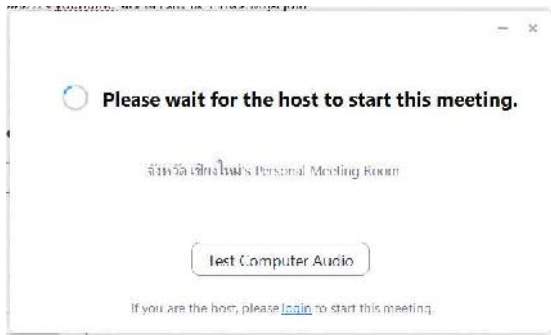 Please wait for the host to start this meeting.
จังหวัด เชียงใหม่'s Personal Meeting Room
Test Computer Audio
If you are the host, please login to start this meeting.